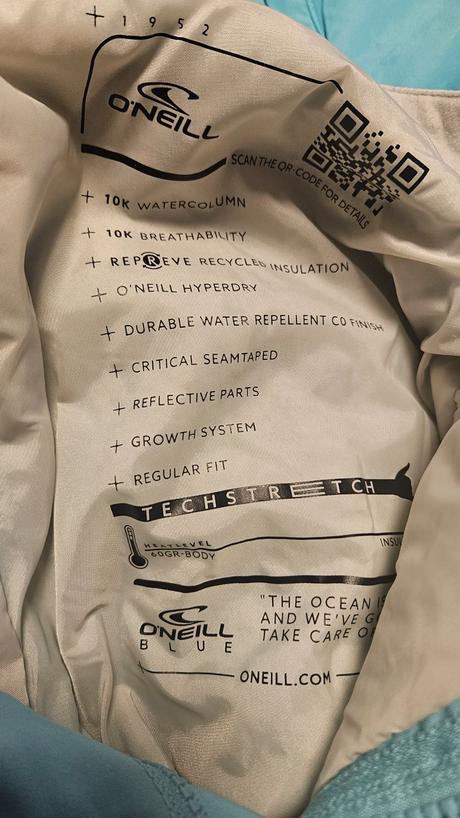 + 1 9 5 2
O'NEILL
SCAN THE QR-CODE FOR DETAILS
+ 10K WATERCOLUMN
+ 10K BREATHABILITY
+ REPREVE RECYCLED INSULATION
+ O'NEILL HYPERDRY
+ DURABLE WATER REPELLENT C0 FINISH
+ CRITICAL SEAMTAPED
+ REFLECTIVE PARTS
+ GROWTH SYSTEM
+ REGULAR FIT
TECHSTRETCH
HEATLEVEL
60GR-BODY
O'NEILL
BLUE
"THE OCEAN
AND WE'VE
TAKE CARE
ONEILL.COM